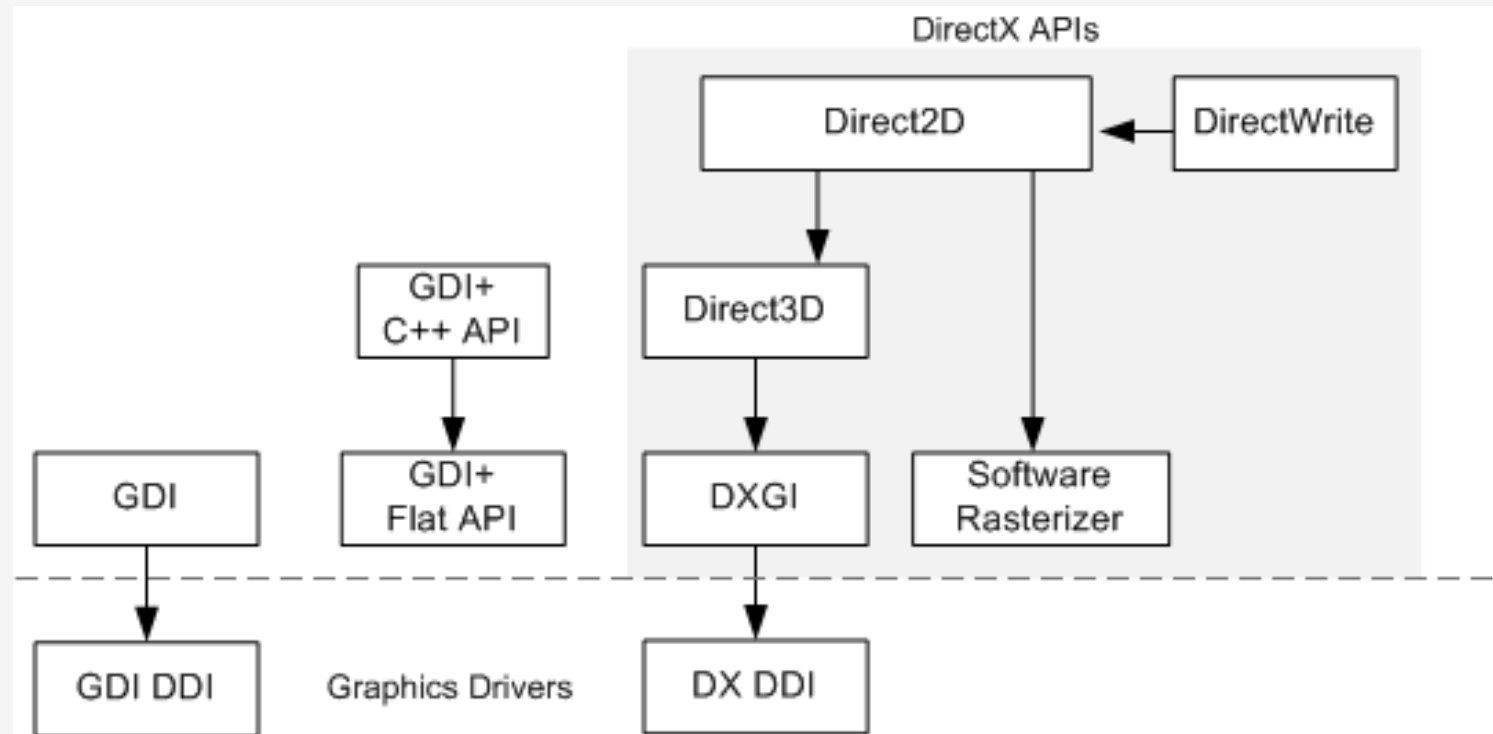 DirectX APIs
Direct2D
DirectWrite
GDI+
C++ API
Direct3D
GDI
GDI+
Flat API
DXGI
Software
Rasterizer
GDI DDI
Graphics Drivers
DX DDI